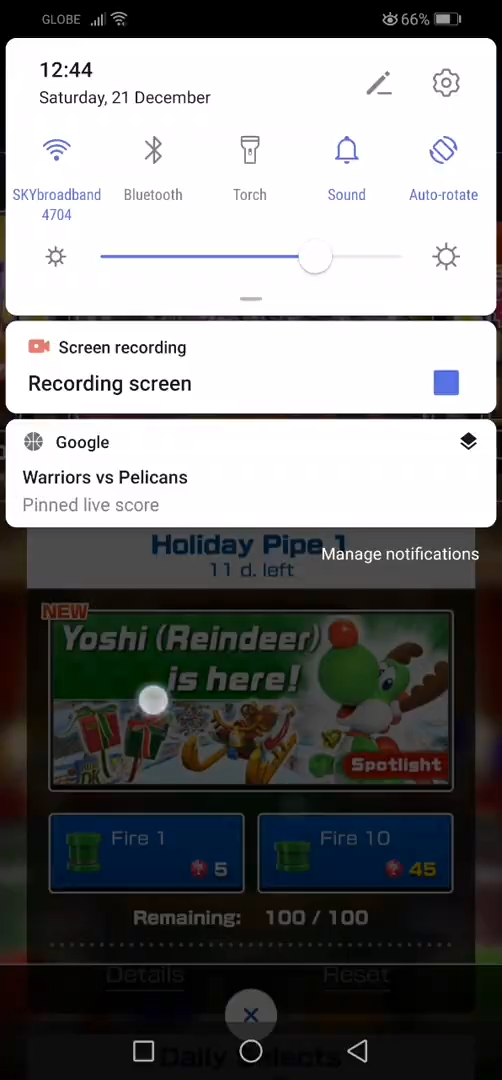 GLOBE 66%
12:44
Saturday, 21 December
SKYbroadband
4704
Bluetooth
Torch
Sound
Auto-rotate
Screen recording
Recording screen
Google
Warriors vs Pelicans
Pinned live score
Manage notifications
Holiday Pipe 1
11 d. left
NEW
Yoshi (Reindeer)
is here!
Spotlight
Fire 1
5
Fire 10
45
Remaining: 100 / 100
Details
Reset
Daily Selects